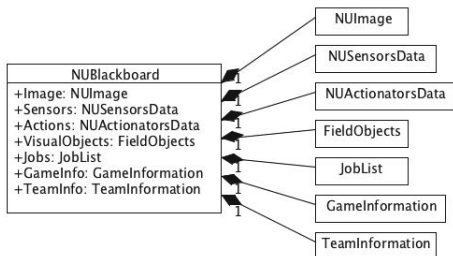 NUBlackboard
+Image: NUImage
+Sensors: NUSensorsData
+Actions: NUActionatorsData
+VisualObjects: FieldObjects
+Jobs: JobList
+GameInfo: GameInformation
+TeamInfo: TeamInformation
1
1
1
1
1
1
1
NUImage
NUSensorsData
NUActionatorsData
FieldObjects
JobList
GameInformation
TeamInformation